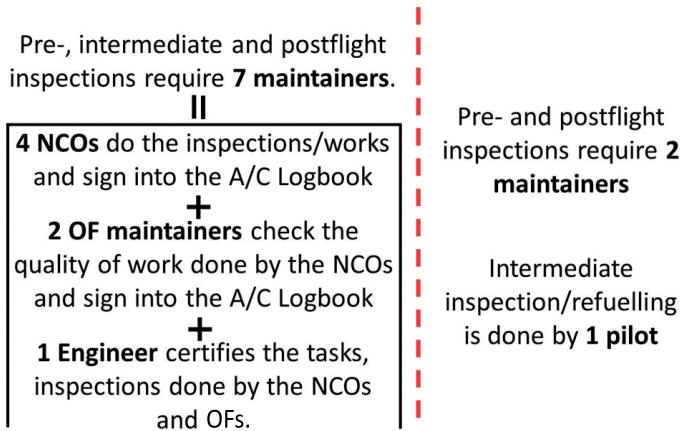 Pre-, intermediate and postflight
inspections require 7 maintainers.
=
4 NCOs do the inspections/works
and sign into the A/C Logbook
+
2 OF maintainers check the
quality of work done by the NCOs
and sign into the A/C Logbook
+
1 Engineer certifies the tasks,
inspections done by the NCOs
and OFs.
Pre- and postflight
inspections require 2
maintainers
Intermediate
inspection/refuelling
is done by 1 pilot